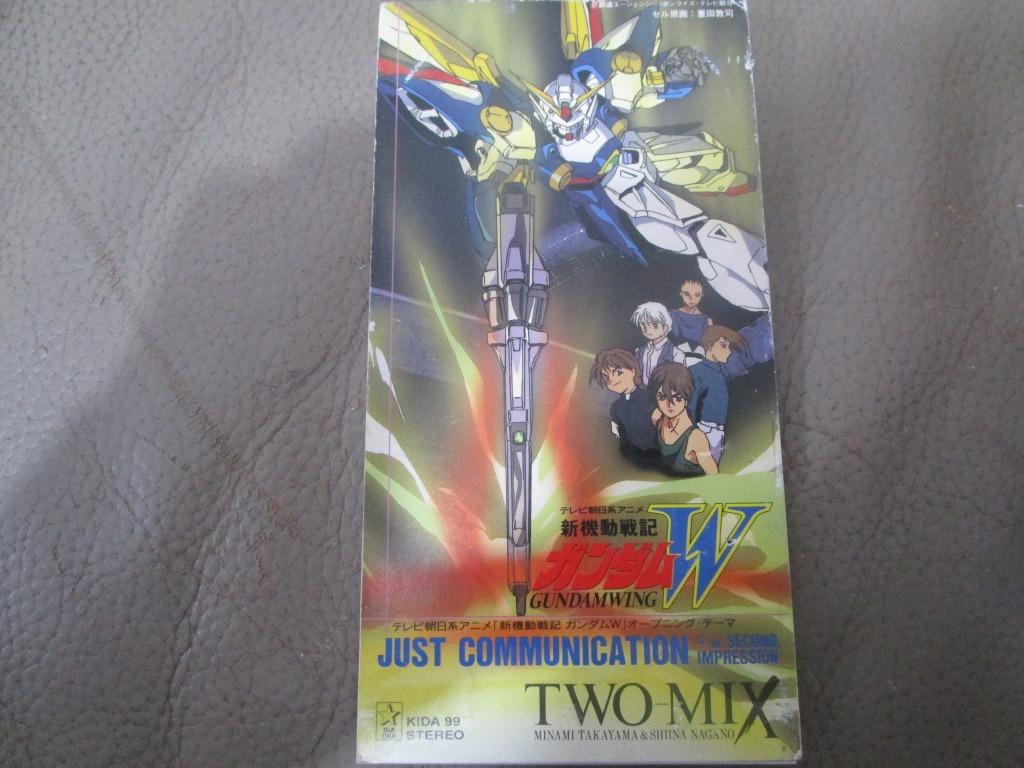 セル原画:重田敦司
テレビ朝日系アニメ
新機動戦記
ガンダムW
GUNDAMWING
テレビ朝日系アニメ「新機動戦記 ガンダムW」オープニング・テーマ
JUST COMMUNICATION c/w SECOND IMPRESSION
TWO-MIX
MINAMI TAKAYAMA & SHIINA NAGANO
KIDA 99
STEREO